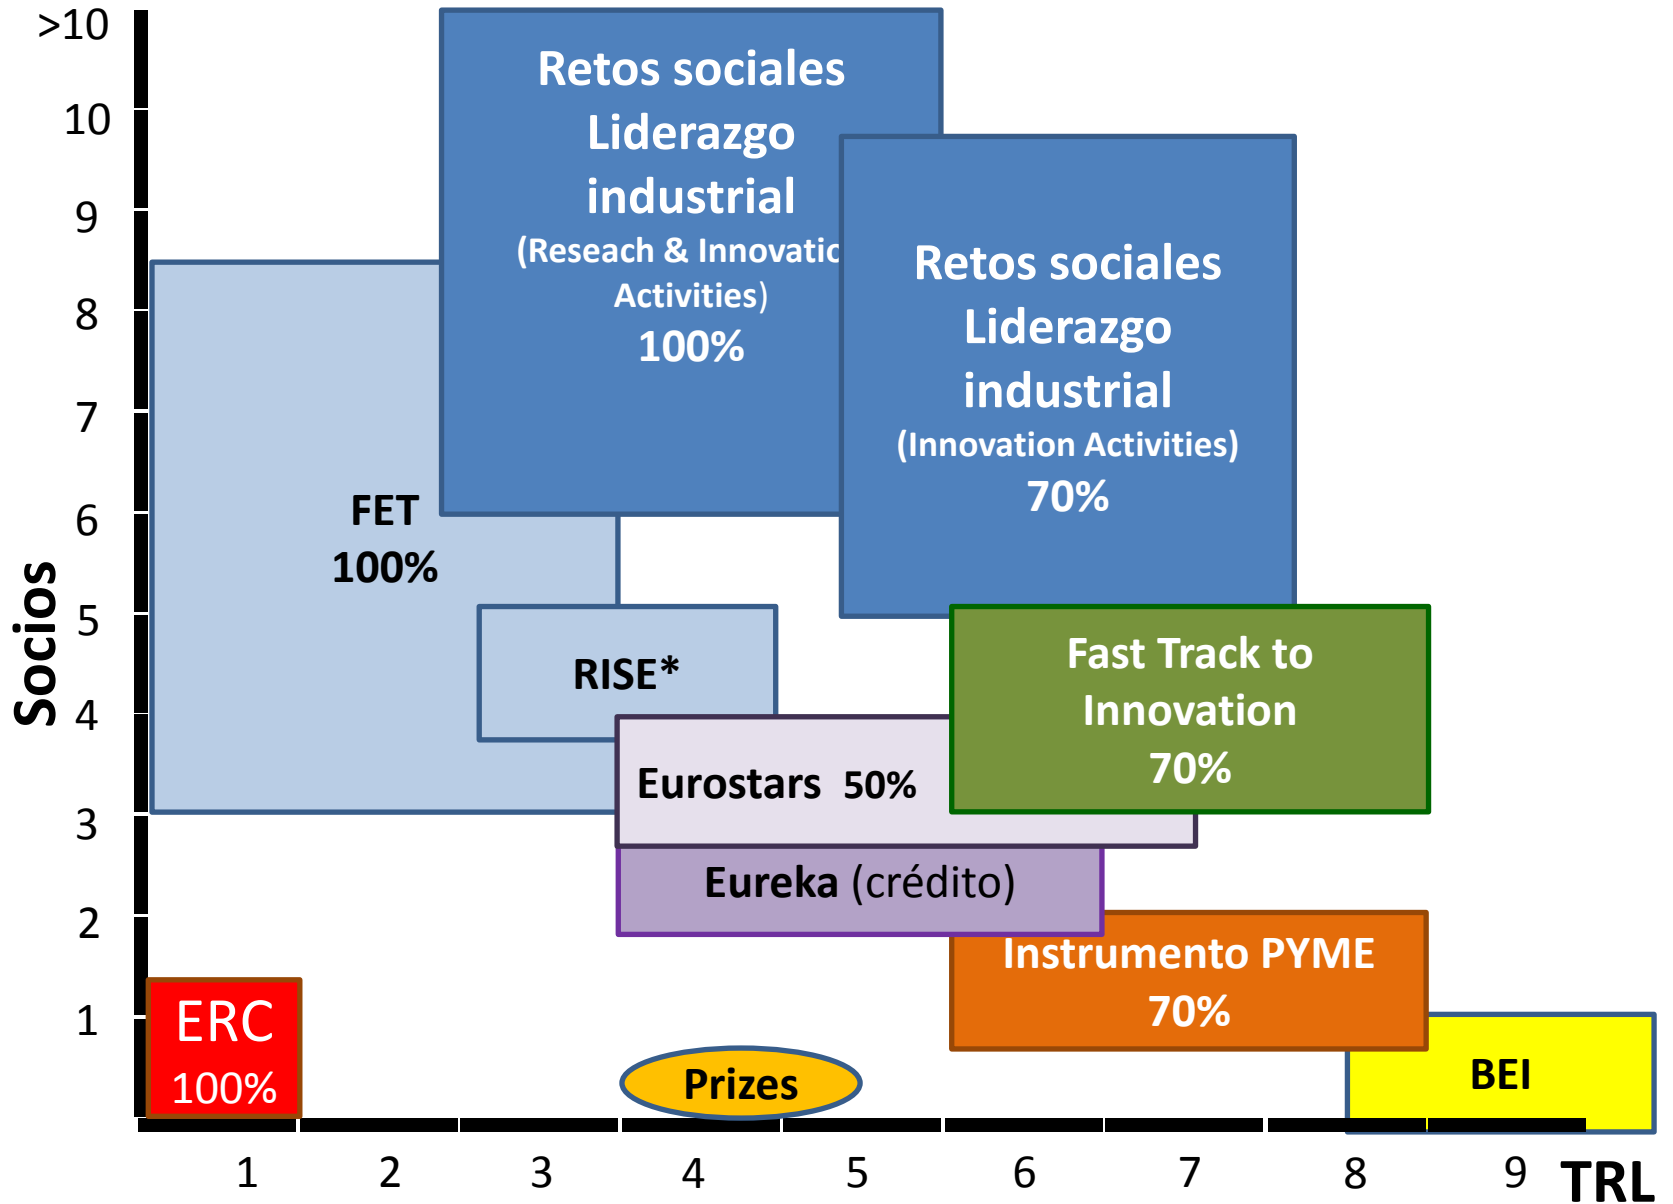 >10
10
9
8
7
6
5
4
3
2
1
Socios
Retos sociales
Liderazgo
industrial
(Reseach & Innovatic
Activities)
100%
Retos sociales
Liderazgo
industrial
(Innovation Activities)
70%
FET
100%
RISE*
Fast Track to
Innovation
70%
Eurostars 50%
Eureka (crédito)
Instrumento PYME
70%
ERC
100%
Prizes
BEI
1 2 3 4 5 6 7 8 9 TRL